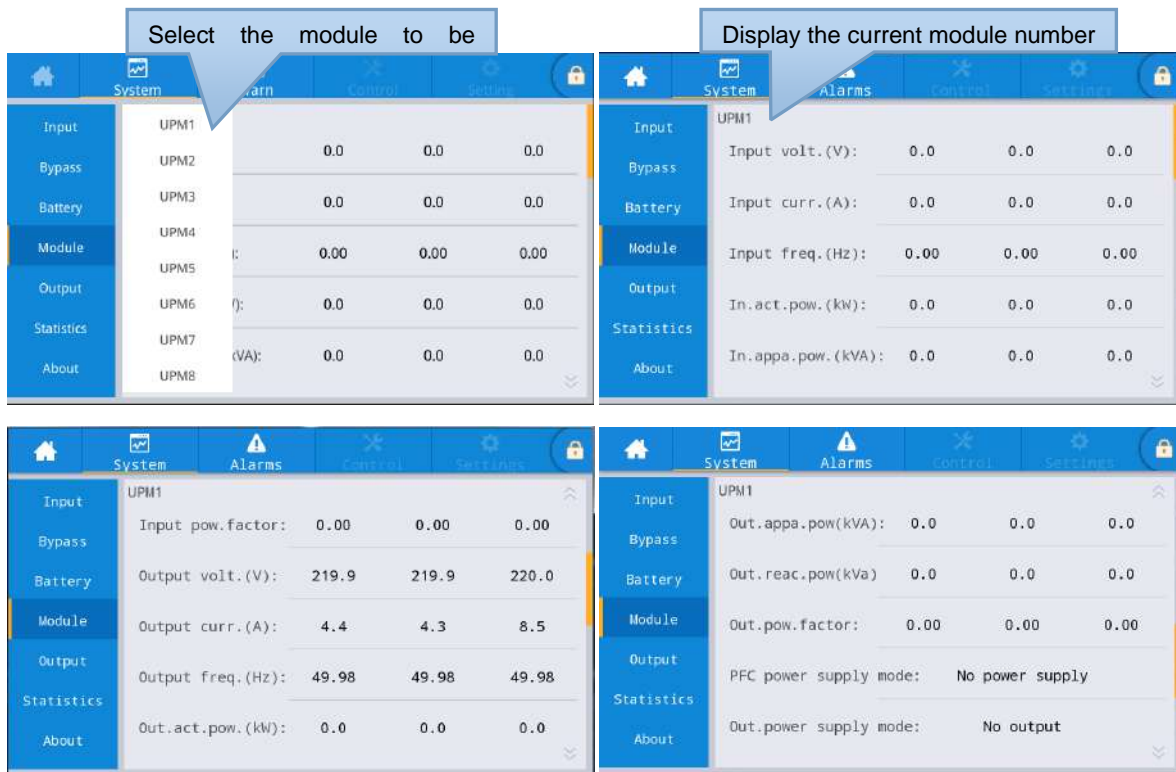 Select the module to be
Display the current module number
System
arn
Control
Setting
Input
Bypass
Battery
Module
Output
Statistics
About
UPM1
UPM2
UPM3
UPM4
UPM5
UPM6
UPM7
UPM8
0.0 0.0 0.0
0.0 0.0 0.0
: 0.00 0.00 0.00
): 0.0 0.0 0.0
(VA): 0.0 0.0 0.0
System Alarms Control Settings
Input
Bypass
Battery
Module
Output
Statistics
About
UPM1
Input volt.(V): 0.0 0.0 0.0
Input curr.(A): 0.0 0.0 0.0
Input freq.(Hz): 0.00 0.00 0.00
In.act.pow.(kW): 0.0 0.0 0.0
In.appa.pow.(kVA): 0.0 0.0 0.0
System Alarms Control Settings
Input
Bypass
Battery
Module
Output
Statistics
About
UPM1
Input pow.factor: 0.00 0.00 0.00
Output volt.(V): 219.9 219.9 220.0
Output curr.(A): 4.4 4.3 8.5
Output freq.(Hz): 49.98 49.98 49.98
Out.act.pow.(kW): 0.0 0.0 0.0
System Alarms Control Settings
Input
Bypass
Battery
Module
Output
Statistics
About
UPM1
Out.appa.pow(kVA): 0.0 0.0 0.0
Out.reac.pow(kVa) 0.0 0.0 0.0
Out.pow.factor: 0.00 0.00 0.00
PFC power supply mode: No power supply
Out.power supply mode: No output